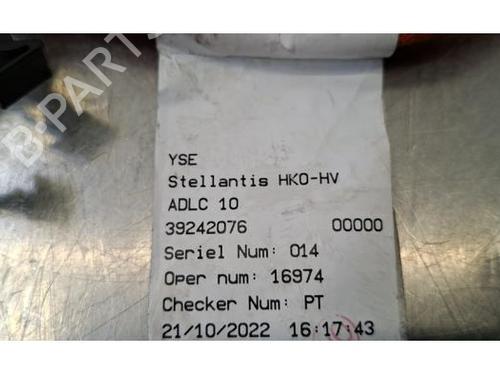 B-PARTS
YSE
Stellantis HKO-HV
ADLC 10
39242076 00000
Seriel Num: 014
Oper num: 16974
Checker Num: PT
21/10/2022 16:17:43